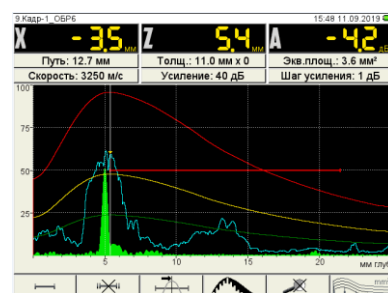 9.Кадр-1_ОБР6 15:48 11.09.2019
X - 3,5 мм Z 5,4 мм A - 4,2 дБ
Путь: 12.7 мм Толщ.: 11.0 мм x 0 Экв.площ.: 3.6 мм²
Скорость: 3250 м/с Усиление: 40 дБ Шаг усиления: 1 дБ
100
75
50
25
5 10 20 мм глуб